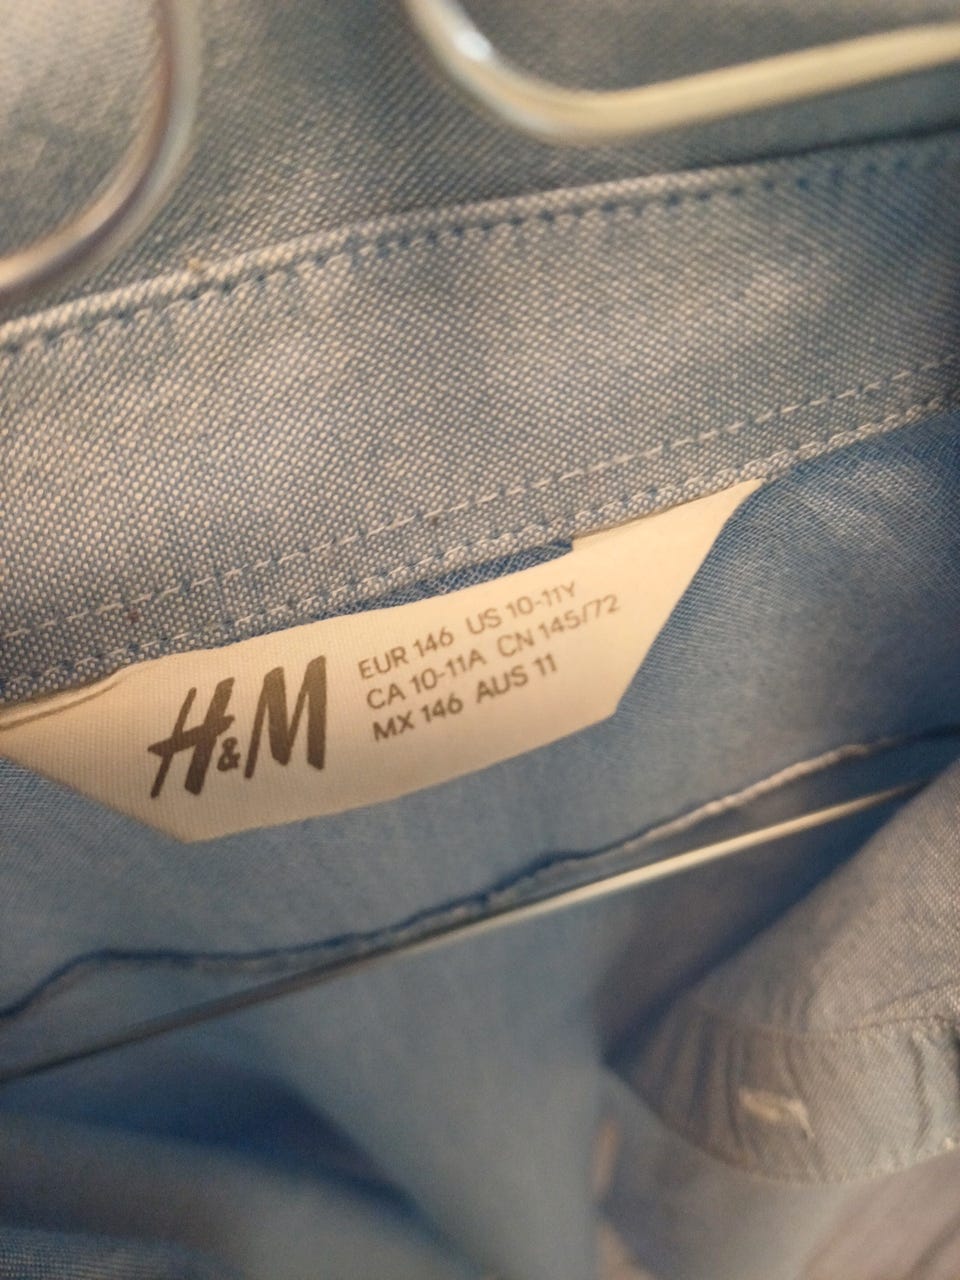 H&M
EUR 146 US 10-11Y
CA 10-11A CN 145/72
MX 146 AUS 11